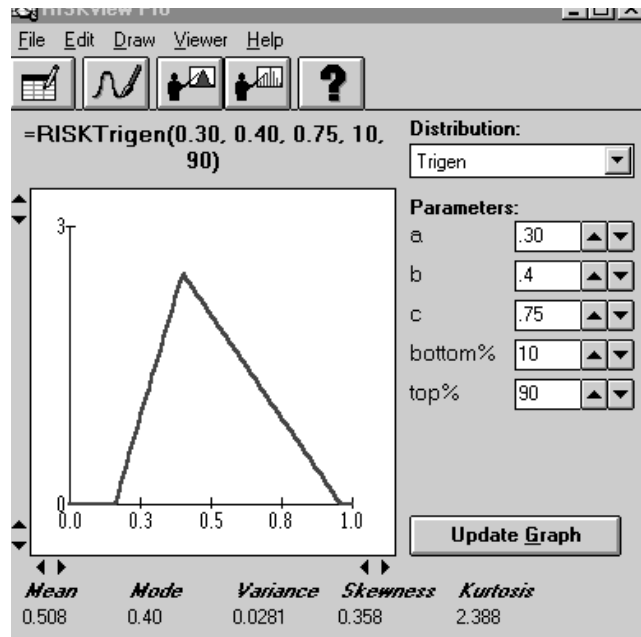 RISKview Pro
File Edit Draw Viewer Help
=RISKTrigen(0.30, 0.40, 0.75, 10,
90)
Distribution:
Trigen
Parameters:
a .30
b .4
c .75
bottom% 10
top% 90
3
0
0.0 0.3 0.5 0.8 1.0
Update Graph
Mean Mode Variance Skewness Kurtosis
0.508 0.40 0.0281 0.358 2.388